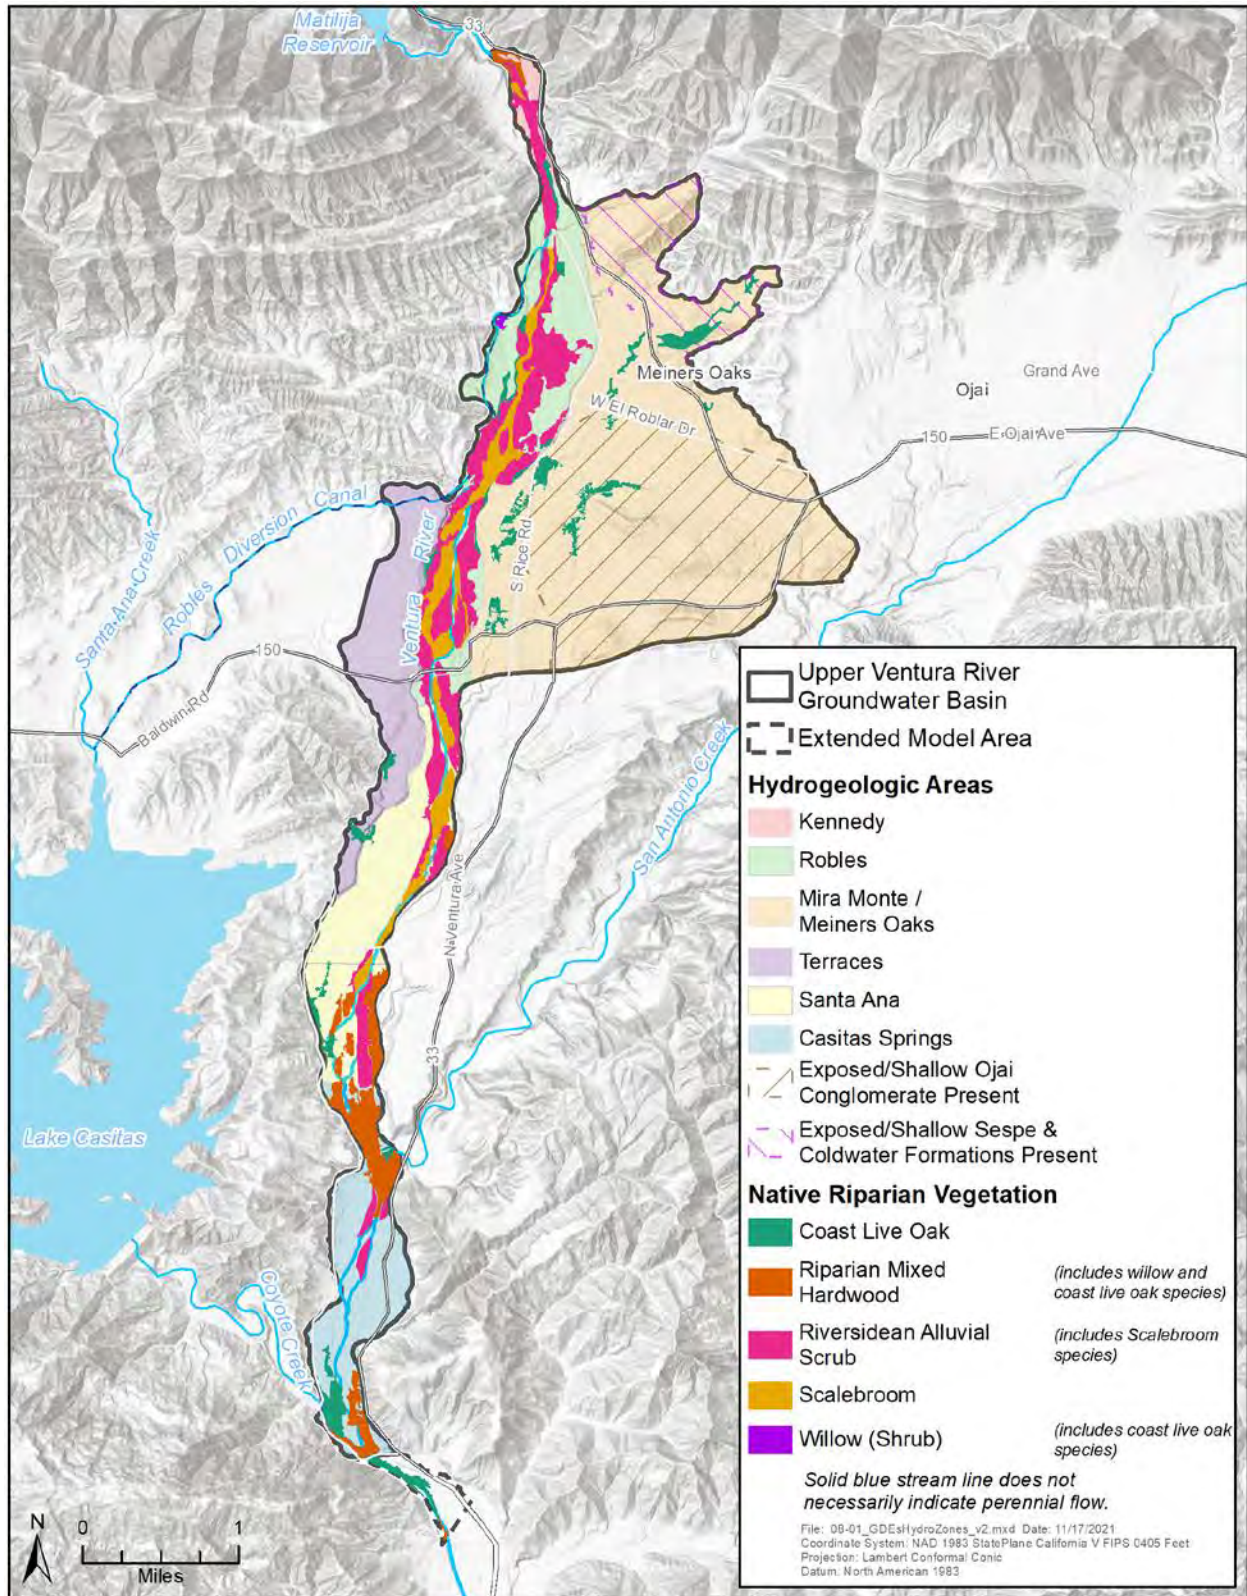 Matilija
Reservoir
33
Meiners Oaks
Grand Ave
Ojai
W El Roblar Dr
150
E Ojai Ave
Robles Diversion Canal
Ventura River
S Rice Rd
Santa Ana Creek
150
Baldwin Rd
San Antonio Creek
N Ventura Ave
33
Lake Casitas
Coyote Creek
Upper Ventura River
Groundwater Basin
Extended Model Area
Hydrogeologic Areas
Kennedy
Robles
Mira Monte /
Meiners Oaks
Terraces
Santa Ana
Casitas Springs
Exposed/Shallow Ojai
Conglomerate Present
Exposed/Shallow Sespe &
Coldwater Formations Present
Native Riparian Vegetation
Coast Live Oak
Riparian Mixed
Hardwood
(includes willow and
coast live oak species)
Riversidean Alluvial
Scrub
(includes Scalebroom
species)
Scalebroom
Willow (Shrub)
(includes coast live oak
species)
Solid blue stream line does not
necessarily indicate perennial flow.
File: 08-01_GDEsHydroZones_v2.mxd Date: 11/17/2021
Coordinate System: NAD 1983 StatePlane California V FIPS 0405 Feet
Projection: Lambert Conformal Conic
Datum: North American 1983
N
0 1
Miles